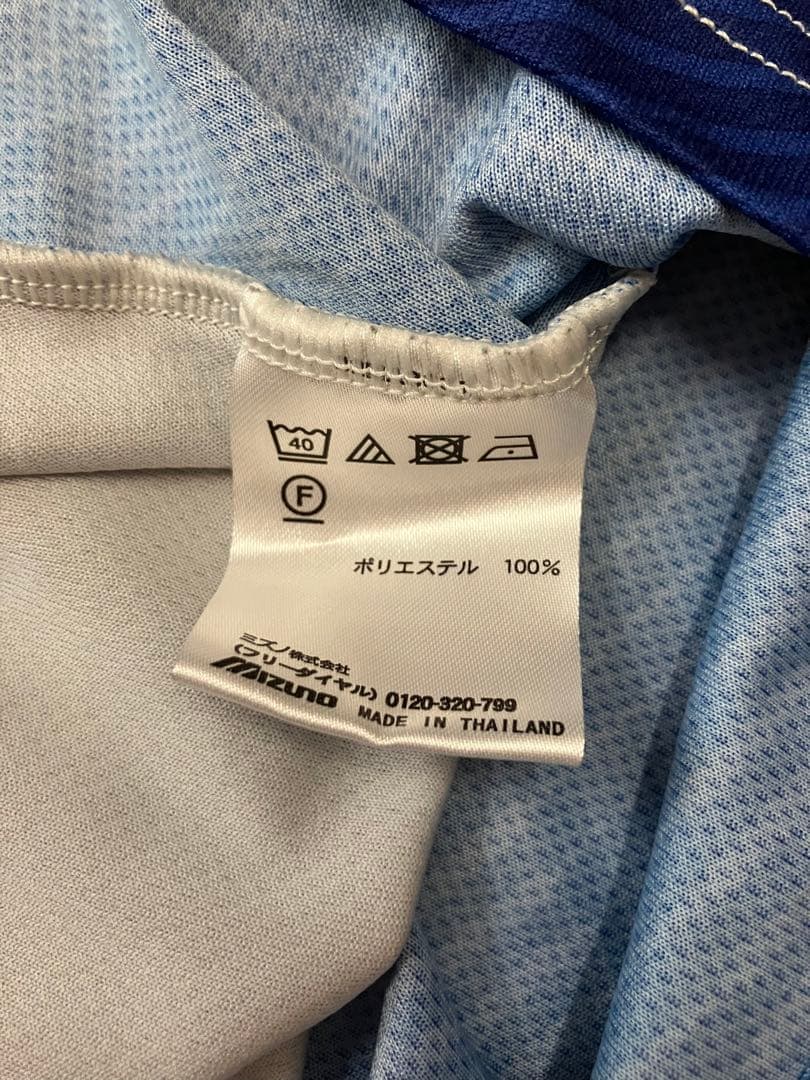 40
F
ポリエステル 100%
ミズノ株式会社
(フリーダイヤル) 0120-320-799
Mizuno MADE IN THAILAND